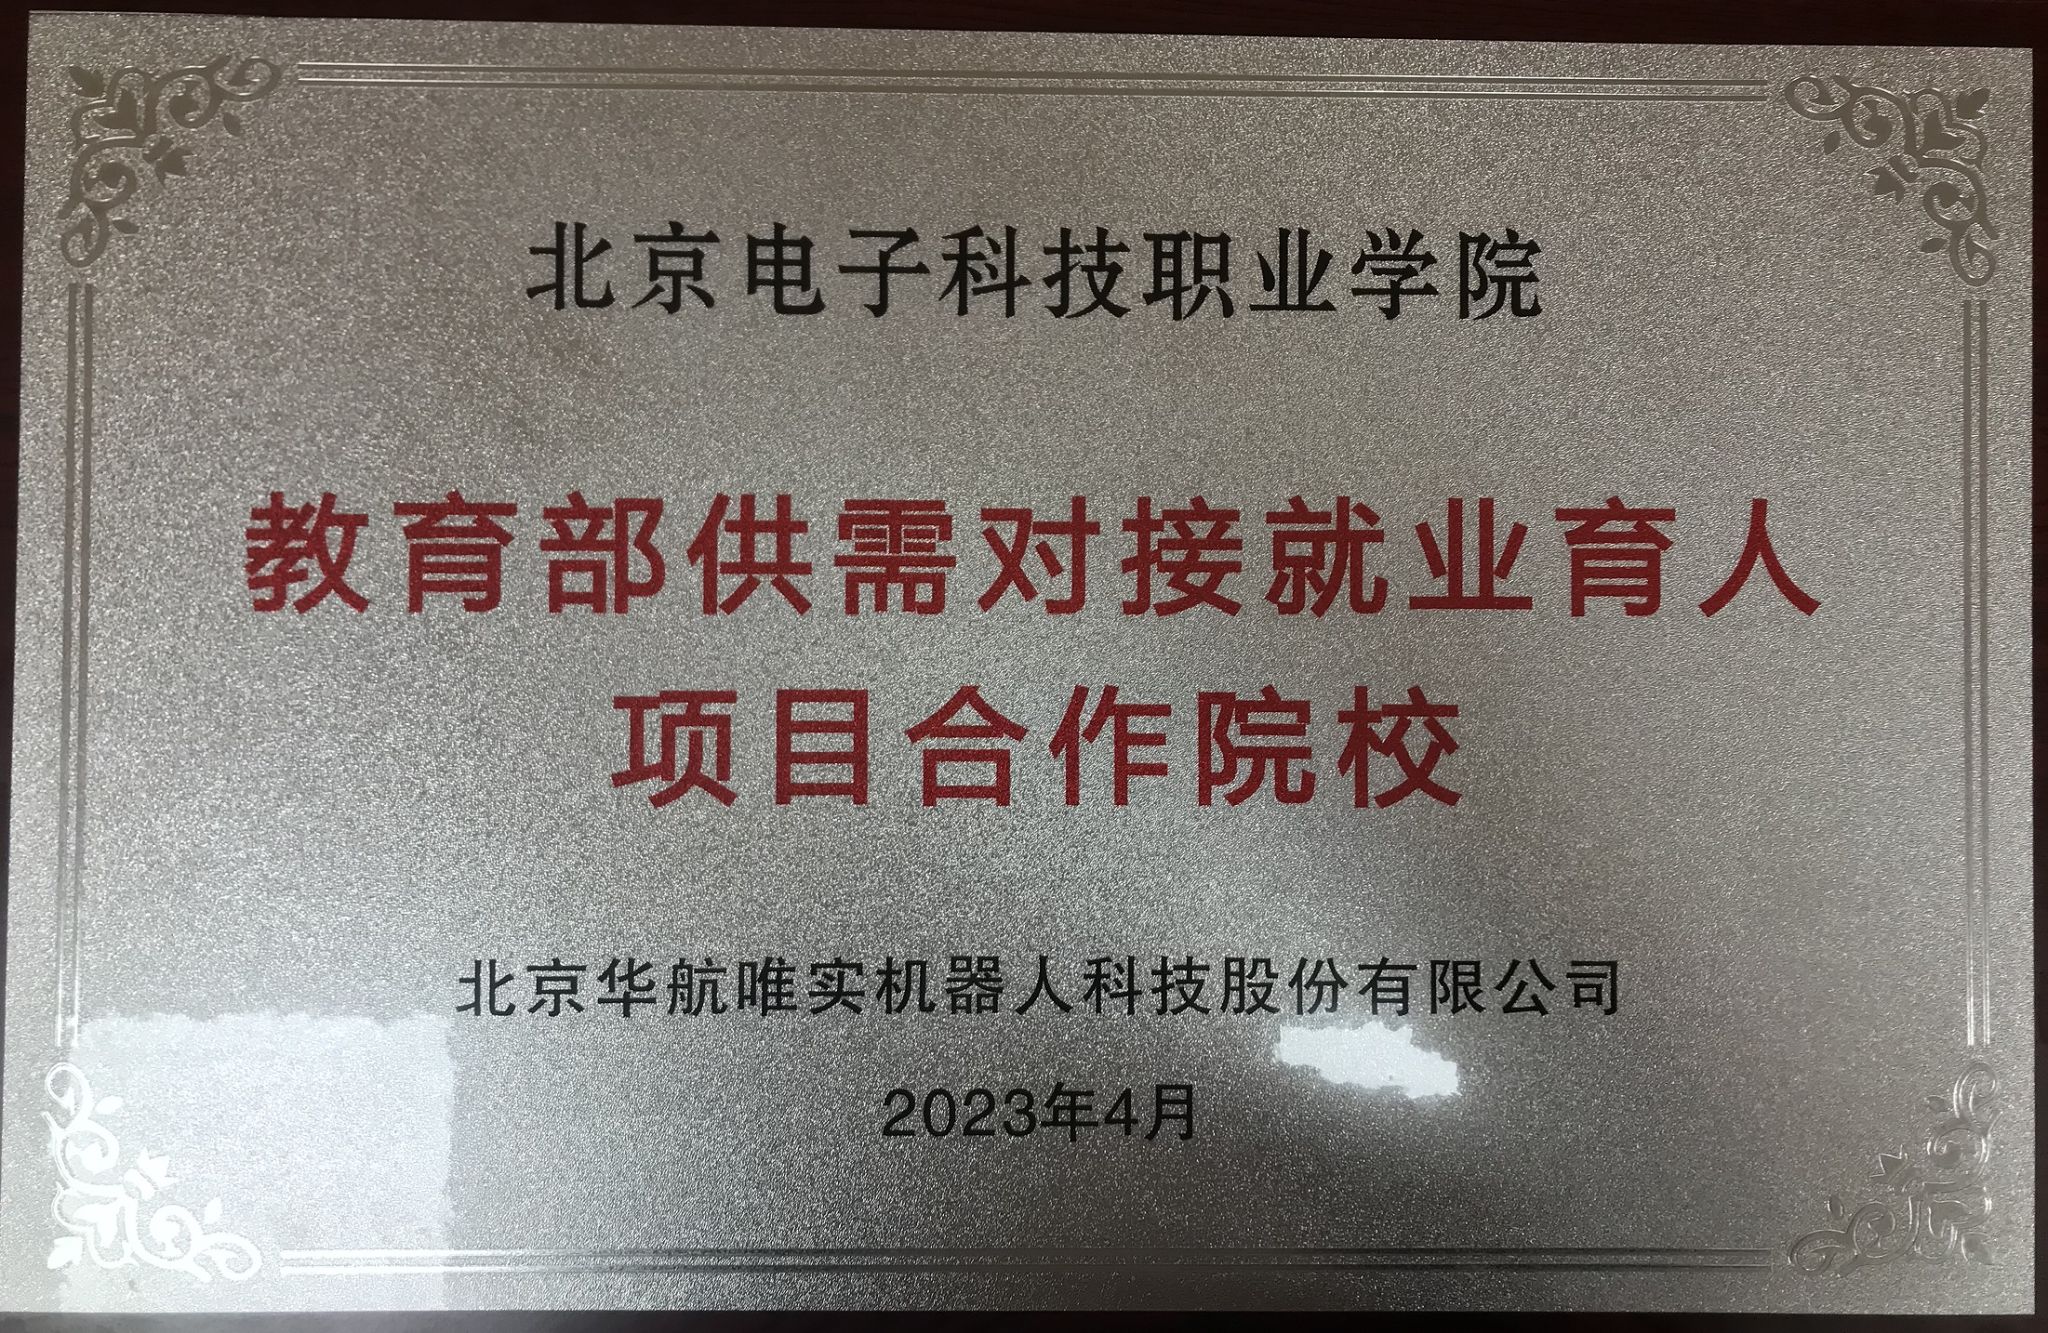 北京电子科技职业学院
教育部供需对接就业育人
项目合作院校
北京华航唯实机器人科技股份有限公司
2023年4月